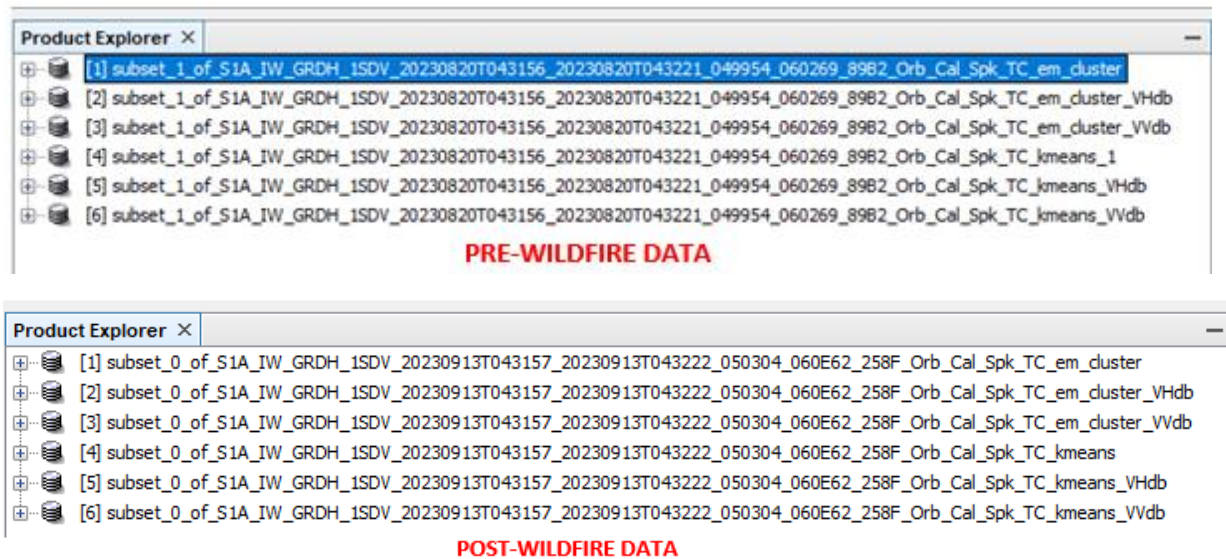 Product Explorer ×
[1] subset_1_of_S1A_IW_GRDH_1SDV_20230820T043156_20230820T043221_049954_060269_89B2_Orb_Cal_Spk_TC_em_cluster
[2] subset_1_of_S1A_IW_GRDH_1SDV_20230820T043156_20230820T043221_049954_060269_89B2_Orb_Cal_Spk_TC_em_cluster_VHdb
[3] subset_1_of_S1A_IW_GRDH_1SDV_20230820T043156_20230820T043221_049954_060269_89B2_Orb_Cal_Spk_TC_em_cluster_VVdb
[4] subset_1_of_S1A_IW_GRDH_1SDV_20230820T043156_20230820T043221_049954_060269_89B2_Orb_Cal_Spk_TC_kmeans_1
[5] subset_1_of_S1A_IW_GRDH_1SDV_20230820T043156_20230820T043221_049954_060269_89B2_Orb_Cal_Spk_TC_kmeans_VHdb
[6] subset_1_of_S1A_IW_GRDH_1SDV_20230820T043156_20230820T043221_049954_060269_89B2_Orb_Cal_Spk_TC_kmeans_VVdb
PRE-WILDFIRE DATA
Product Explorer ×
[1] subset_0_of_S1A_IW_GRDH_1SDV_20230913T043157_20230913T043222_050304_060E62_258F_Orb_Cal_Spk_TC_em_cluster
[2] subset_0_of_S1A_IW_GRDH_1SDV_20230913T043157_20230913T043222_050304_060E62_258F_Orb_Cal_Spk_TC_em_cluster_VHdb
[3] subset_0_of_S1A_IW_GRDH_1SDV_20230913T043157_20230913T043222_050304_060E62_258F_Orb_Cal_Spk_TC_em_cluster_VVdb
[4] subset_0_of_S1A_IW_GRDH_1SDV_20230913T043157_20230913T043222_050304_060E62_258F_Orb_Cal_Spk_TC_kmeans
[5] subset_0_of_S1A_IW_GRDH_1SDV_20230913T043157_20230913T043222_050304_060E62_258F_Orb_Cal_Spk_TC_kmeans_VHdb
[6] subset_0_of_S1A_IW_GRDH_1SDV_20230913T043157_20230913T043222_050304_060E62_258F_Orb_Cal_Spk_TC_kmeans_VVdb
POST-WILDFIRE DATA